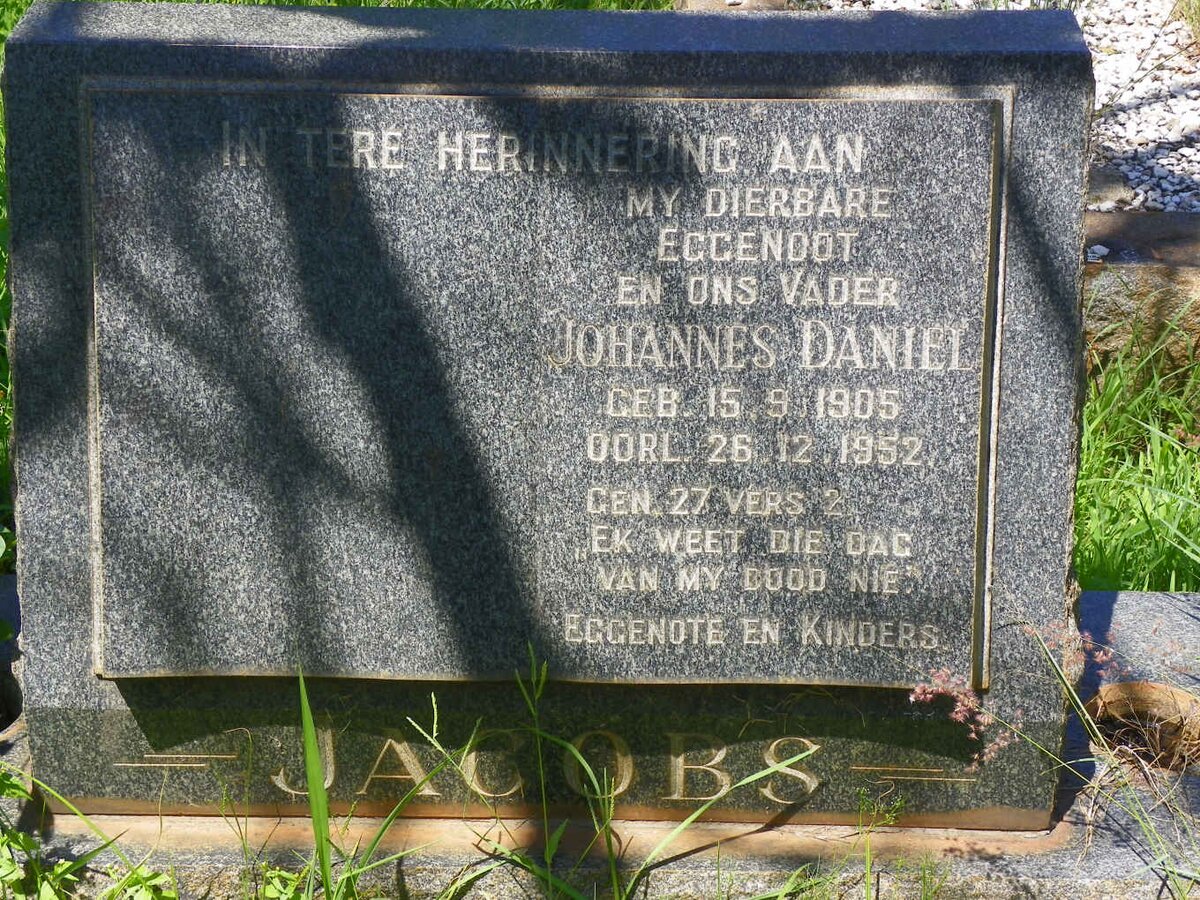 IN TERE HERINNERING AAN
MY DIERBARE
EGGENOOT
EN ONS VADER
JOHANNES DANIEL
GEB. 15. 9. 1905
OORL. 26. 12. 1952.
GEN. 27 VERS 2.
„EK WEET DIE DAG
VAN MY DOOD NIE."
EGGENOTE EN KINDERS.
JACOBS